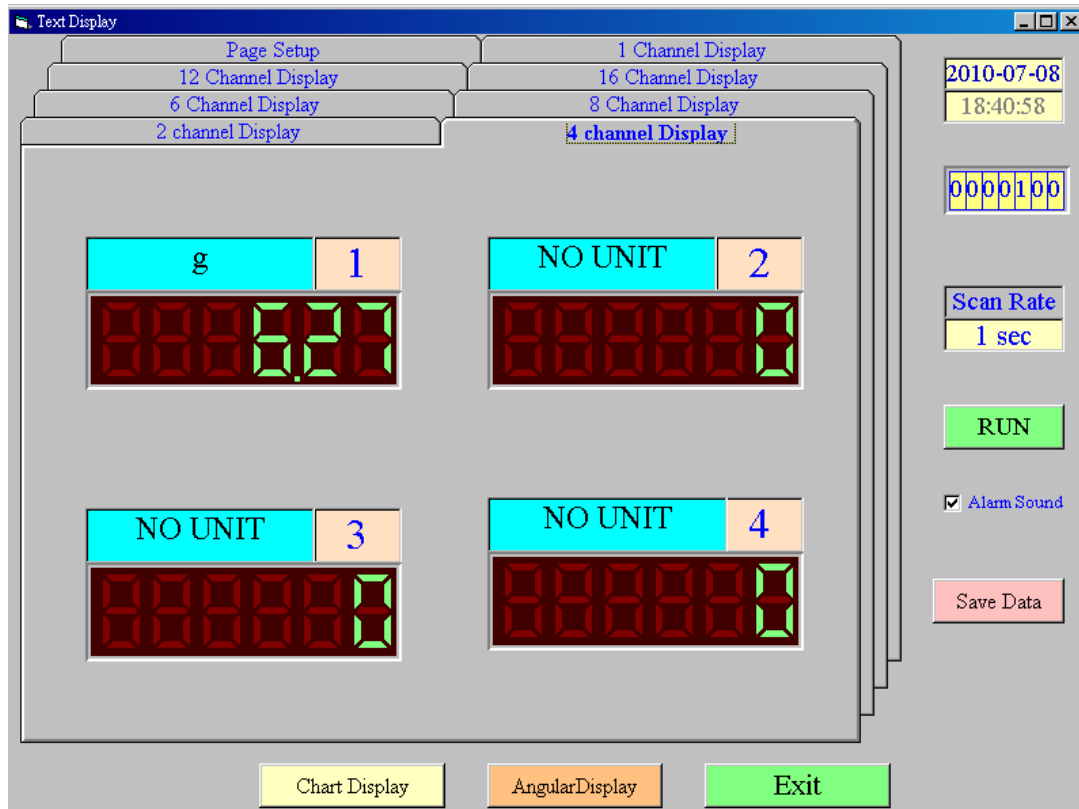 Text Display
Page Setup
1 Channel Display
12 Channel Display
16 Channel Display
6 Channel Display
8 Channel Display
2 channel Display
4 channel Display
2010-07-08
18:40:58
0000100
g
1
6.27
NO UNIT
2
0
Scan Rate
1 sec
RUN
Alarm Sound
NO UNIT
3
0
NO UNIT
4
0
Save Data
Chart Display
AngularDisplay
Exit